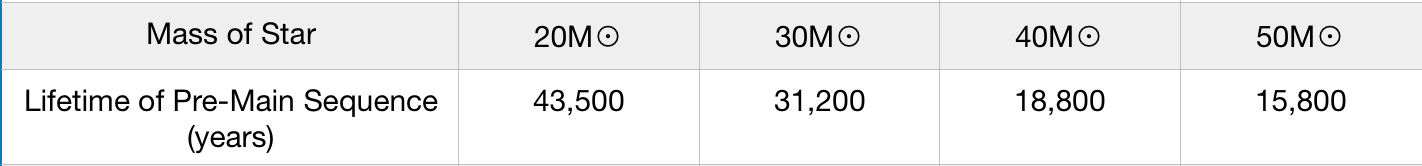 Mass of Star 20M☉ 30M☉ 40M☉ 50M☉
Lifetime of Pre-Main Sequence 43,500 31,200 18,800 15,800
(years)